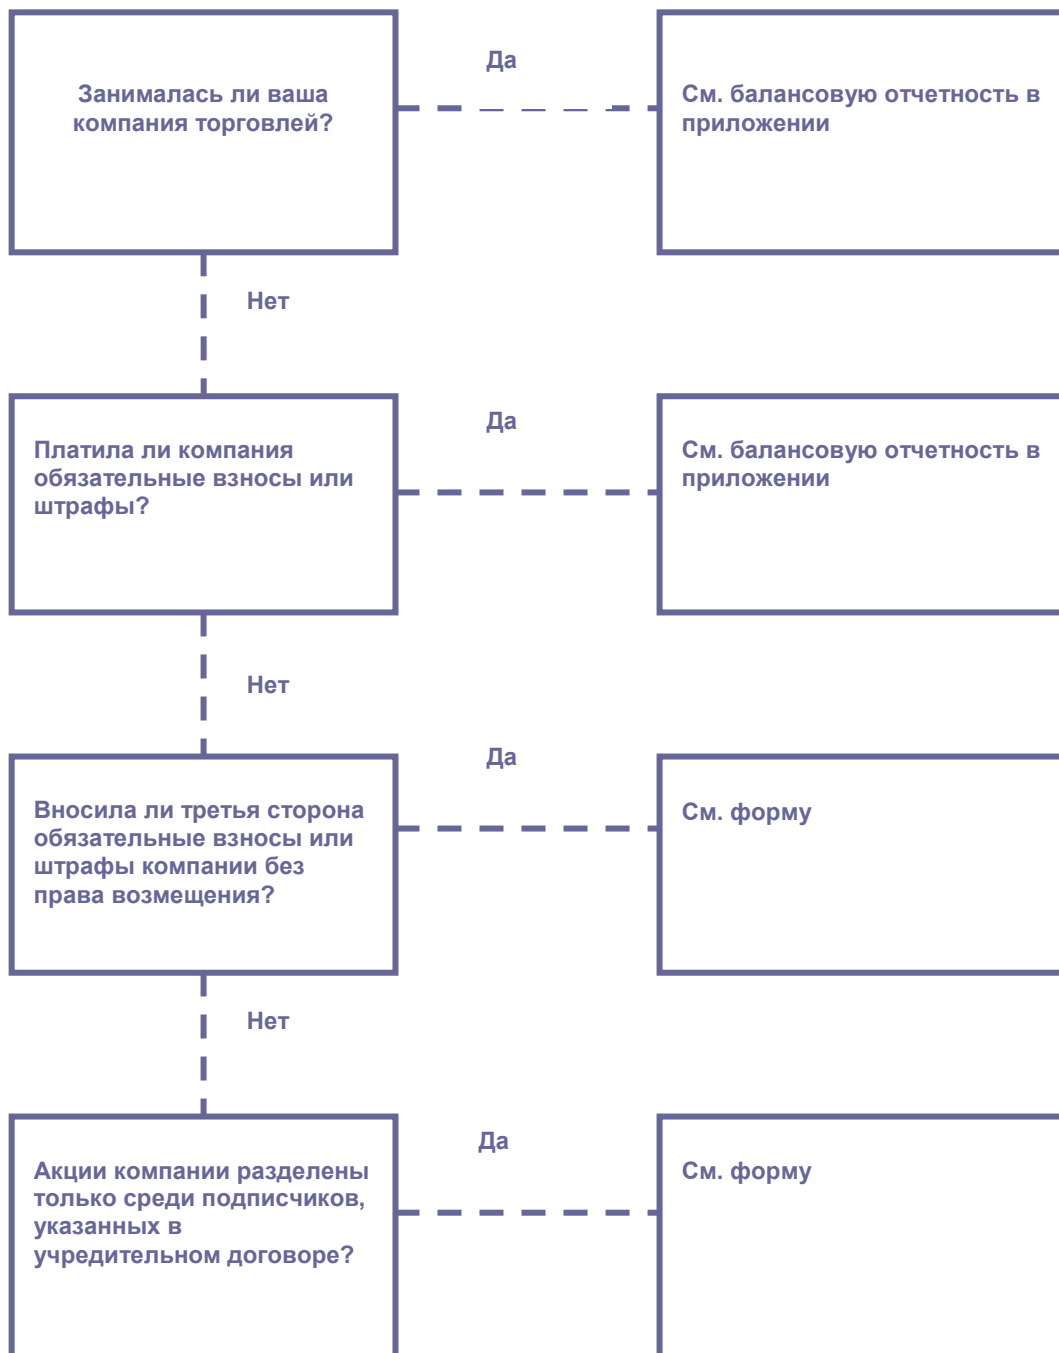 Да
Занималась ли ваша
компания торговлей?
См. балансовую отчетность в
приложении
Нет
Да
Платила ли компания
обязательные взносы или
штрафы?
См. балансовую отчетность в
приложении
Нет
Да
Вносила ли третья сторона
обязательные взносы или
штрафы компании без
права возмещения?
См. форму
Нет
Да
Акции компании разделены
только среди подписчиков,
указанных в
учредительном договоре?
См. форму